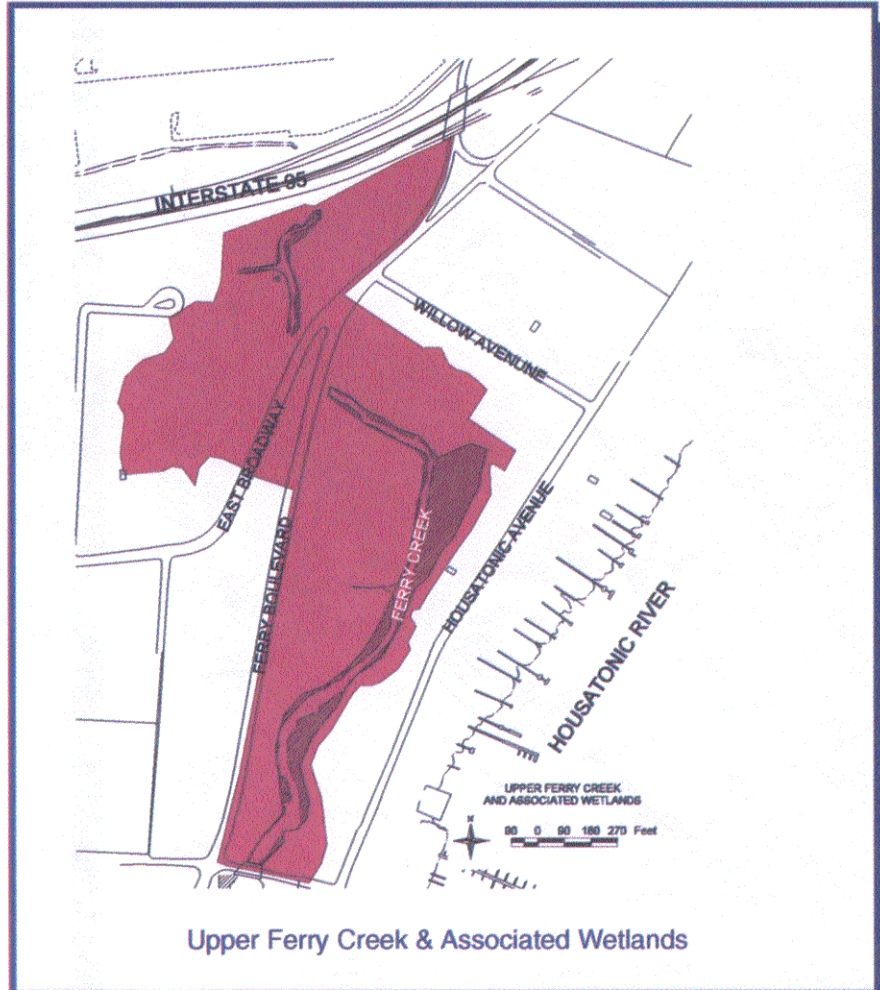 INTERSTATE 95
WILLOW AVENUNE
EAST BROADWAY
FERRY BOULEVARD
FERRY CREEK
HOUSATONIC AVENUE
HOUSATONIC RIVER
UPPER FERRY CREEK
AND ASSOCIATED WETLANDS
N
90 0 90 180 270 Feet
Upper Ferry Creek & Associated Wetlands